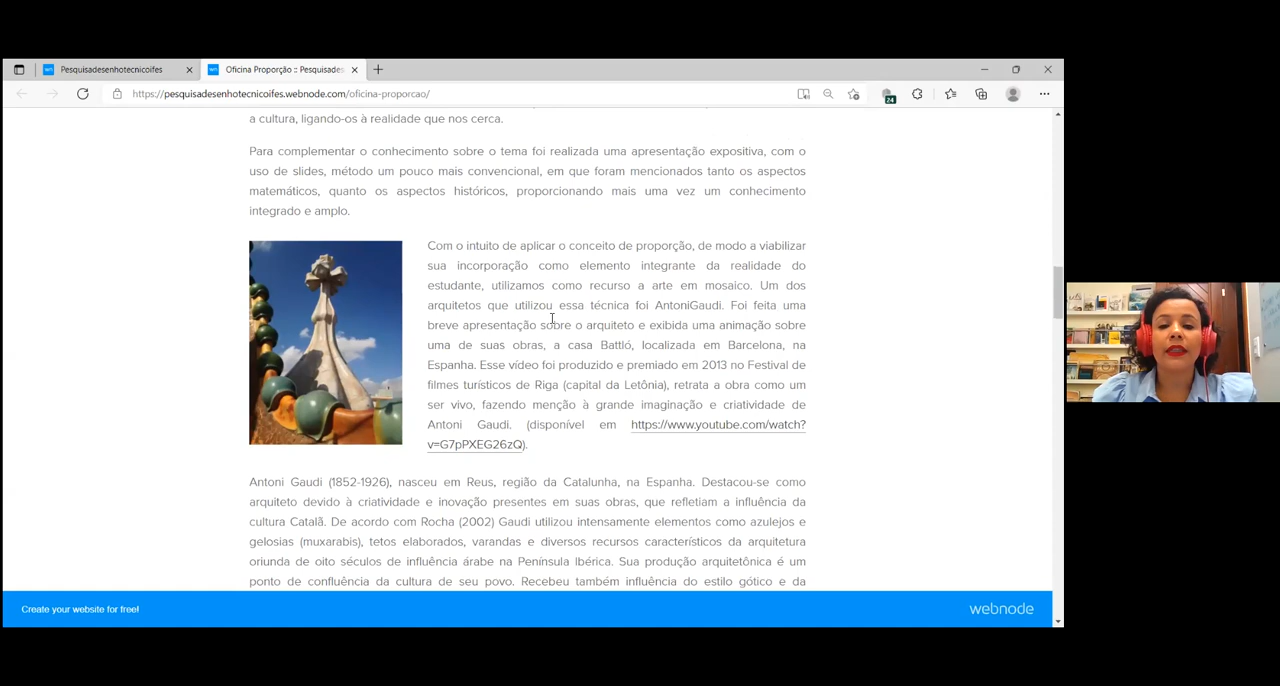 Pesquisadesenhotecnicoifes
Oficina Proporção :: Pesquisades
https://pesquisadesenhotecnicoifes.webnode.com/oficina-proporcao/
24
a cultura, ligando-os à realidade que nos cerca.
Para complementar o conhecimento sobre o tema foi realizada uma apresentação expositiva, com o
uso de slides, método um pouco mais convencional, em que foram mencionados tanto os aspectos
matemáticos, quanto os aspectos históricos, proporcionando mais uma vez um conhecimento
integrado e amplo.
Com o intuito de aplicar o conceito de proporção, de modo a viabilizar
sua incorporação como elemento integrante da realidade do
estudante, utilizamos como recurso a arte em mosaico. Um dos
arquitetos que utilizou essa técnica foi AntoniGaudi. Foi feita uma
breve apresentação sobre o arquiteto e exibida uma animação sobre
uma de suas obras, a casa Battló, localizada em Barcelona, na
Espanha. Esse vídeo foi produzido e premiado em 2013 no Festival de
filmes turísticos de Riga (capital da Letônia), retrata a obra como um
ser vivo, fazendo menção à grande imaginação e criatividade de
Antoni Gaudi. (disponível em https://www.youtube.com/watch?
v=G7pPXEG26zQ).
Antoni Gaudi (1852-1926), nasceu em Reus, região da Catalunha, na Espanha. Destacou-se como
arquiteto devido à criatividade e inovação presentes em suas obras, que refletiam a influência da
cultura Catalã. De acordo com Rocha (2002) Gaudi utilizou intensamente elementos como azulejos e
gelosias (muxarabis), tetos elaborados, varandas e diversos recursos característicos da arquitetura
oriunda de oito séculos de influência árabe na Península Ibérica. Sua produção arquitetônica é um
ponto de confluência da cultura de seu povo. Recebeu também influência do estilo gótico e da
Create your website for free!
webnode